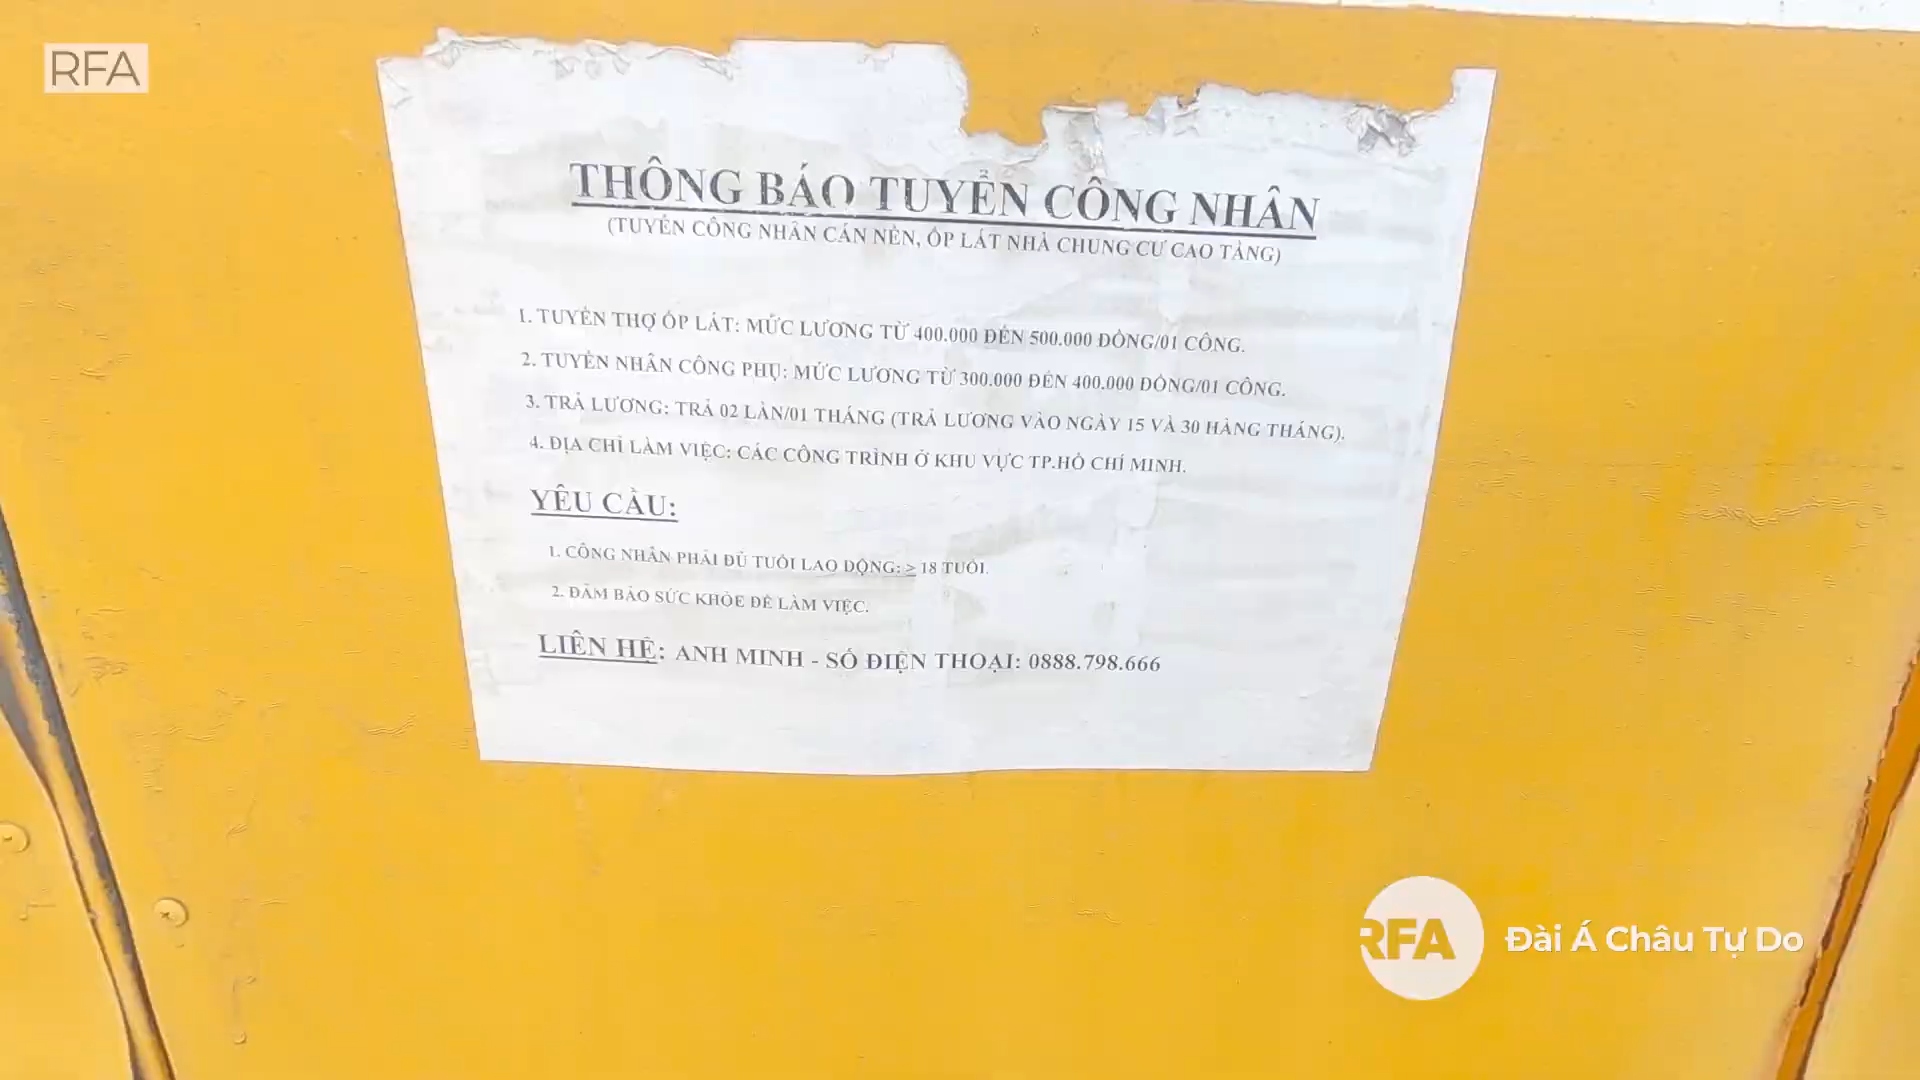 RFA
THÔNG BÁO TUYỂN CÔNG NHÂN
(TUYỂN CÔNG NHÂN CÁN NỀN, ỐP LÁT NHÀ CHUNG CƯ CAO TẦNG)
1. TUYỂN THỢ ỐP LÁT: MỨC LƯƠNG TỪ 400.000 ĐẾN 500.000 ĐỒNG/01 CÔNG.
2. TUYỂN NHÂN CÔNG PHỤ: MỨC LƯƠNG TỪ 300.000 ĐẾN 400.000 ĐỒNG/01 CÔNG.
3. TRẢ LƯƠNG: TRẢ 02 LẦN/01 THÁNG (TRẢ LƯƠNG VÀO NGÀY 15 VÀ 30 HÀNG THÁNG).
4. ĐỊA CHỈ LÀM VIỆC: CÁC CÔNG TRÌNH Ở KHU VỰC TP.HỒ CHÍ MINH.
YÊU CẦU:
1. CÔNG NHÂN PHẢI ĐỦ TUỔI LAO ĐỘNG: ≥ 18 TUỔI.
2. ĐẢM BẢO SỨC KHỎE ĐỂ LÀM VIỆC.
LIÊN HỆ: ANH MINH - SỐ ĐIỆN THOẠI: 0888.798.666
RFA Đài Á Châu Tự Do